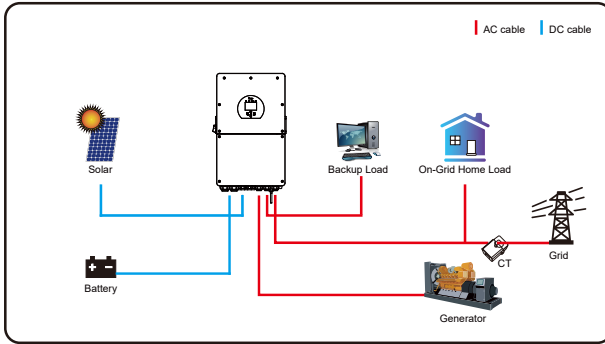 AC cable
DC cable
Solar
Backup Load
On-Grid Home Load
CT
Grid
Battery
Generator